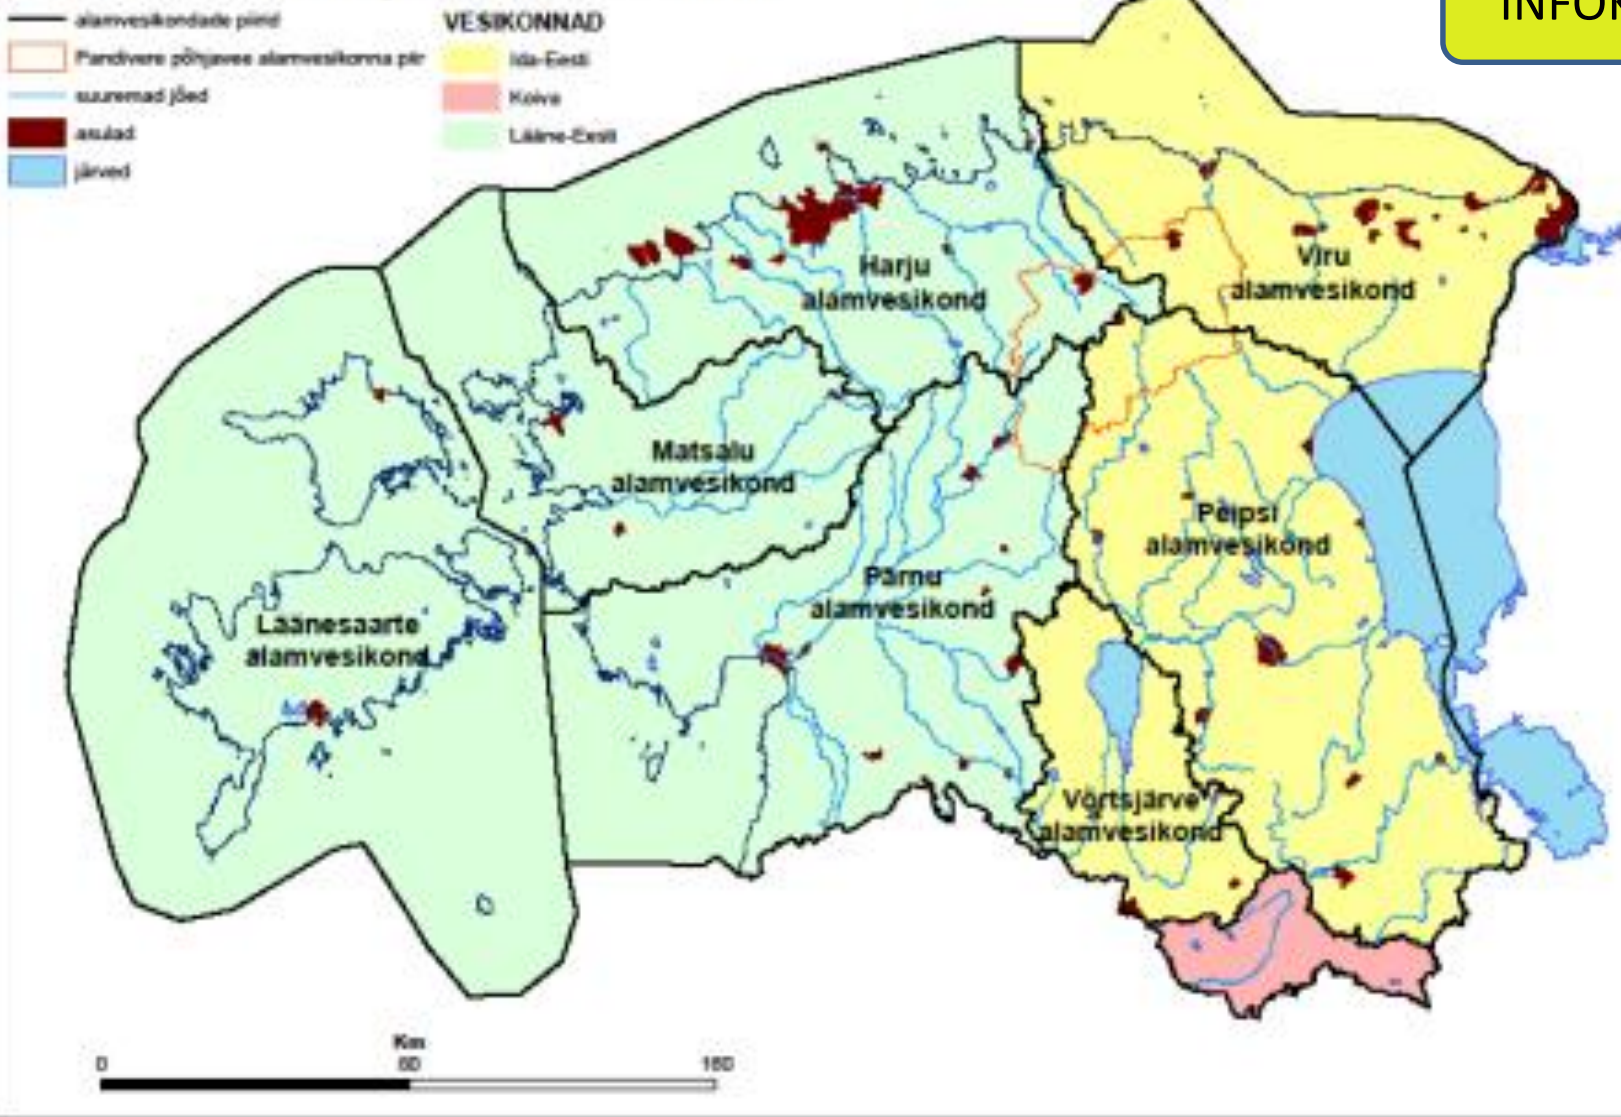 alamvesikondade piirid
Pandivere põhjavee alamvesikonna piir
suuremad jõed
asulad
järved
VESIKONNAD
Ida-Eesti
Koiva
Lääne-Eesti
INFOR
Harju
alamvesikond
Viru
alamvesikond
Matsalu
alamvesikond
Peipsi
alamvesikond
Pärnu
alamvesikond
Läänesaarte
alamvesikond
Võrtsjärve
alamvesikond
Km
0
80
160